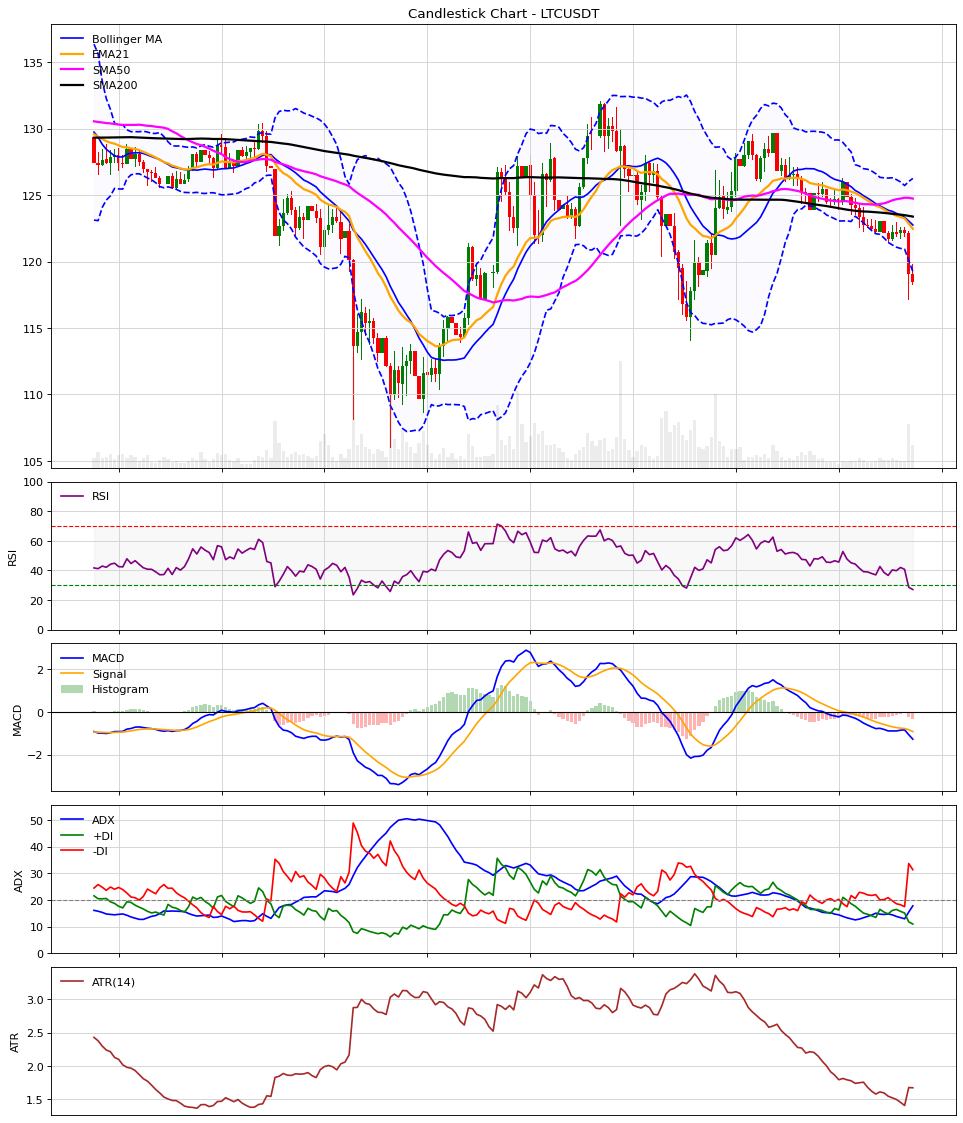 Candlestick Chart - LTCUSDT
Bollinger MA
EMA21
SMA50
SMA200
135
130
125
120
115
110
105
RSI
100
80
60
40
20
0
RSI
MACD
Signal
Histogram
2
0
−2
MACD
ADX
+DI
-DI
50
40
30
20
10
0
ADX
ATR(14)
3.0
2.5
2.0
1.5
ATR